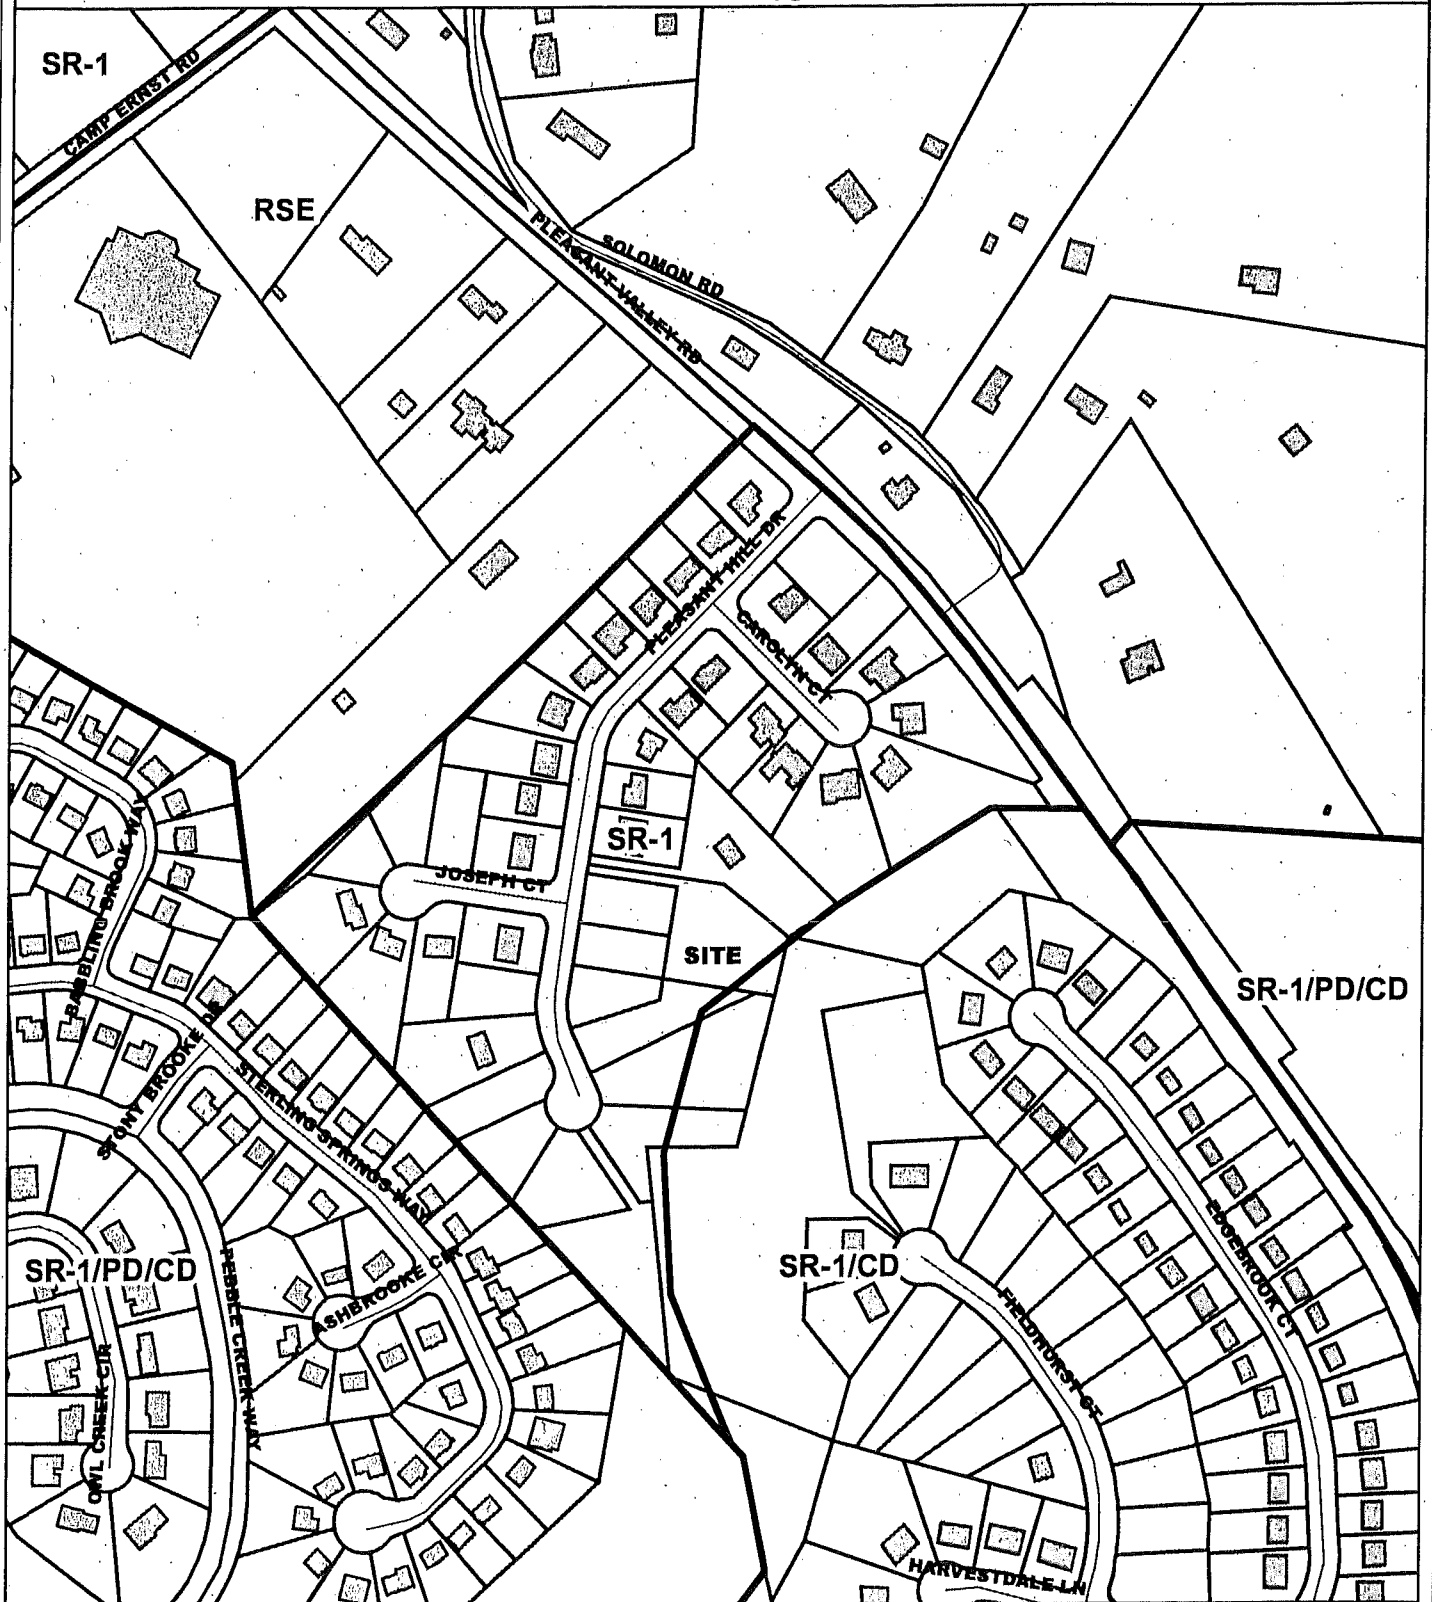 SR-1
CAMP ERNST RD
RSE
PLEASANT VALLEY RD
SOLOMON RD
PLEASANT HILL DR
CAROLYN CT
SR-1
JOSEPH CT
SITE
BABBLING BROOK WAY
SR-1/PD/CD
STONY BROOKE DR
STERLING SPRINGS WAY
SR-1/PD/CD
PEBBLE CREEK WAY
ASHBROOKE CIR
OWL CREEK CIR
SR-1/CD
EDGEBROOK CT
FIELDHURST CT
HARVESTDALE LN